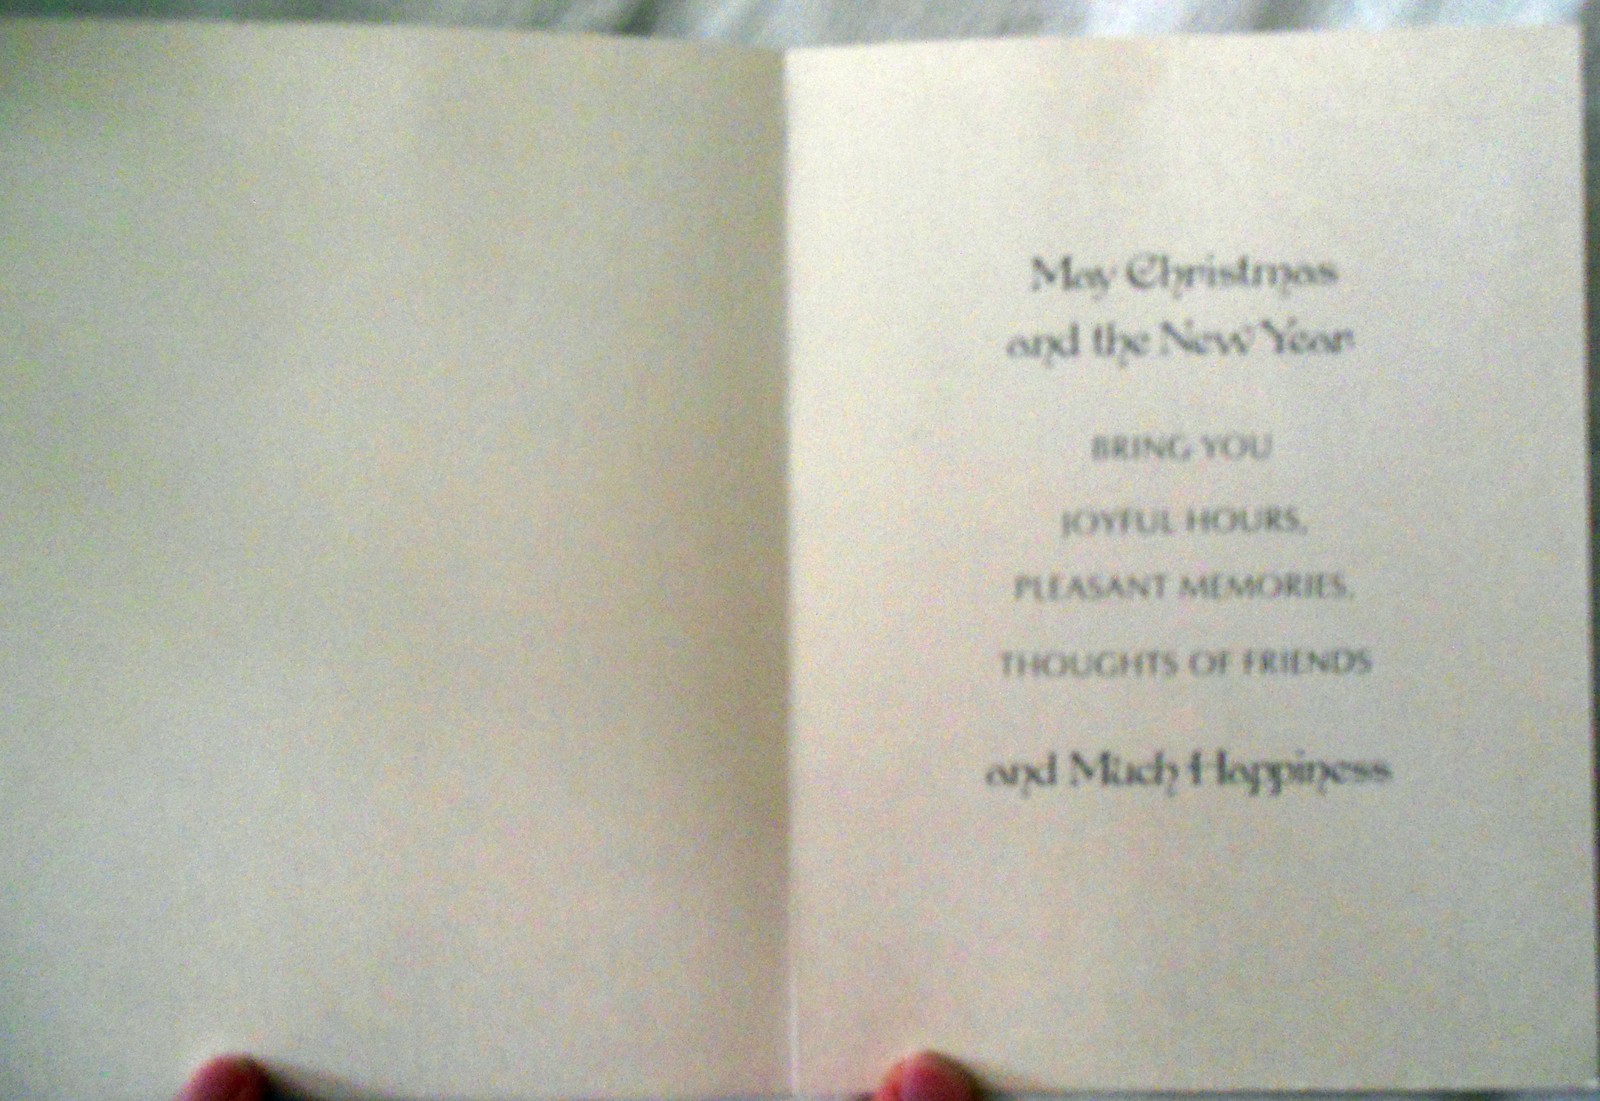 May Christmas
and the New Year
BRING YOU
JOYFUL HOURS,
PLEASANT MEMORIES,
THOUGHTS OF FRIENDS
and Much Happiness